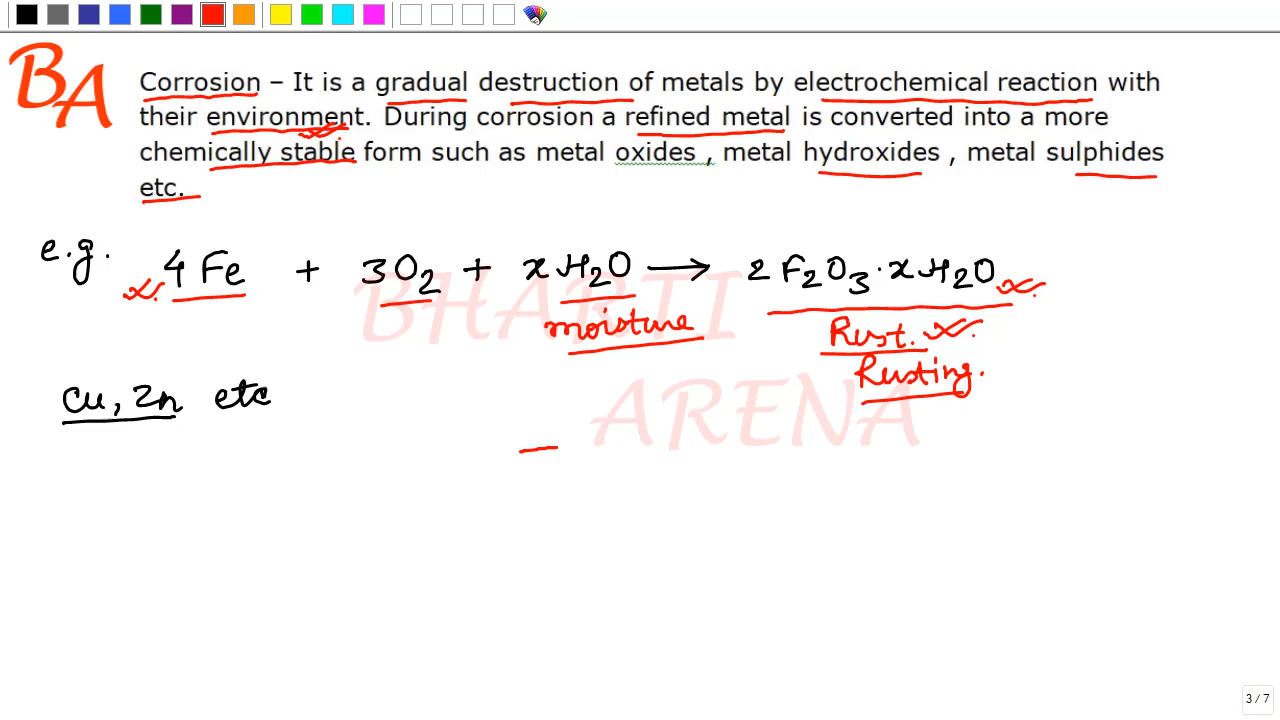 BA
Corrosion – It is a gradual destruction of metals by electrochemical reaction with
their environment. During corrosion a refined metal is converted into a more
chemically stable form such as metal oxides , metal hydroxides , metal sulphides
etc.
e.g. 4 Fe + 3O2 + xH2O → 2 F2O3·xH2O
moisture
Rust.
Rusting.
Cu, Zn etc
BHARTI
ARENA
3 / 7